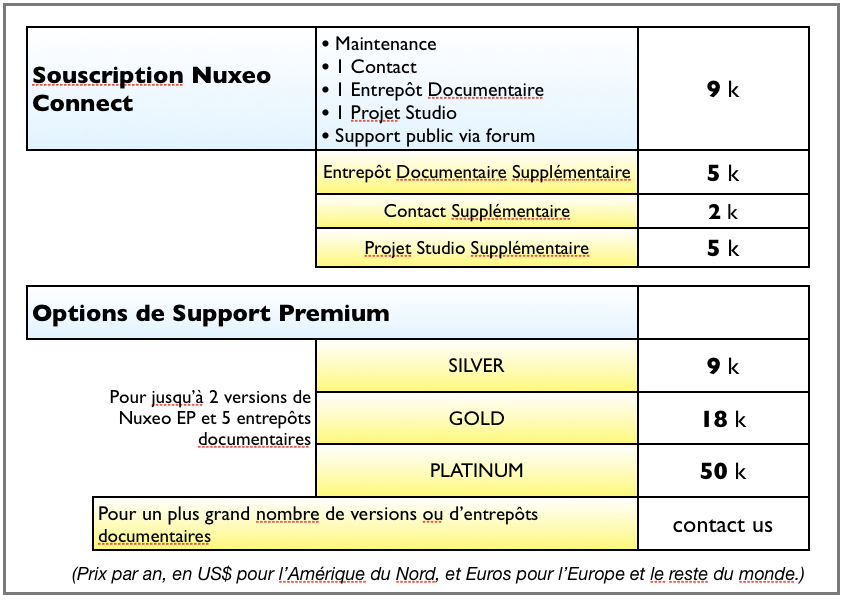 Souscription Nuxeo
Connect
• Maintenance
• 1 Contact
• 1 Entrepôt Documentaire
• 1 Projet Studio
• Support public via forum
9 k
Entrepôt Documentaire Supplémentaire
5 k
Contact Supplémentaire
2 k
Projet Studio Supplémentaire
5 k
Options de Support Premium
Pour jusqu'à 2 versions de
Nuxeo EP et 5 entrepôts
documentaires
SILVER
9 k
GOLD
18 k
PLATINUM
50 k
Pour un plus grand nombre de versions ou d'entrepôts
documentaires
contact us
(Prix par an, en US$ pour l'Amérique du Nord, et Euros pour l'Europe et le reste du monde.)